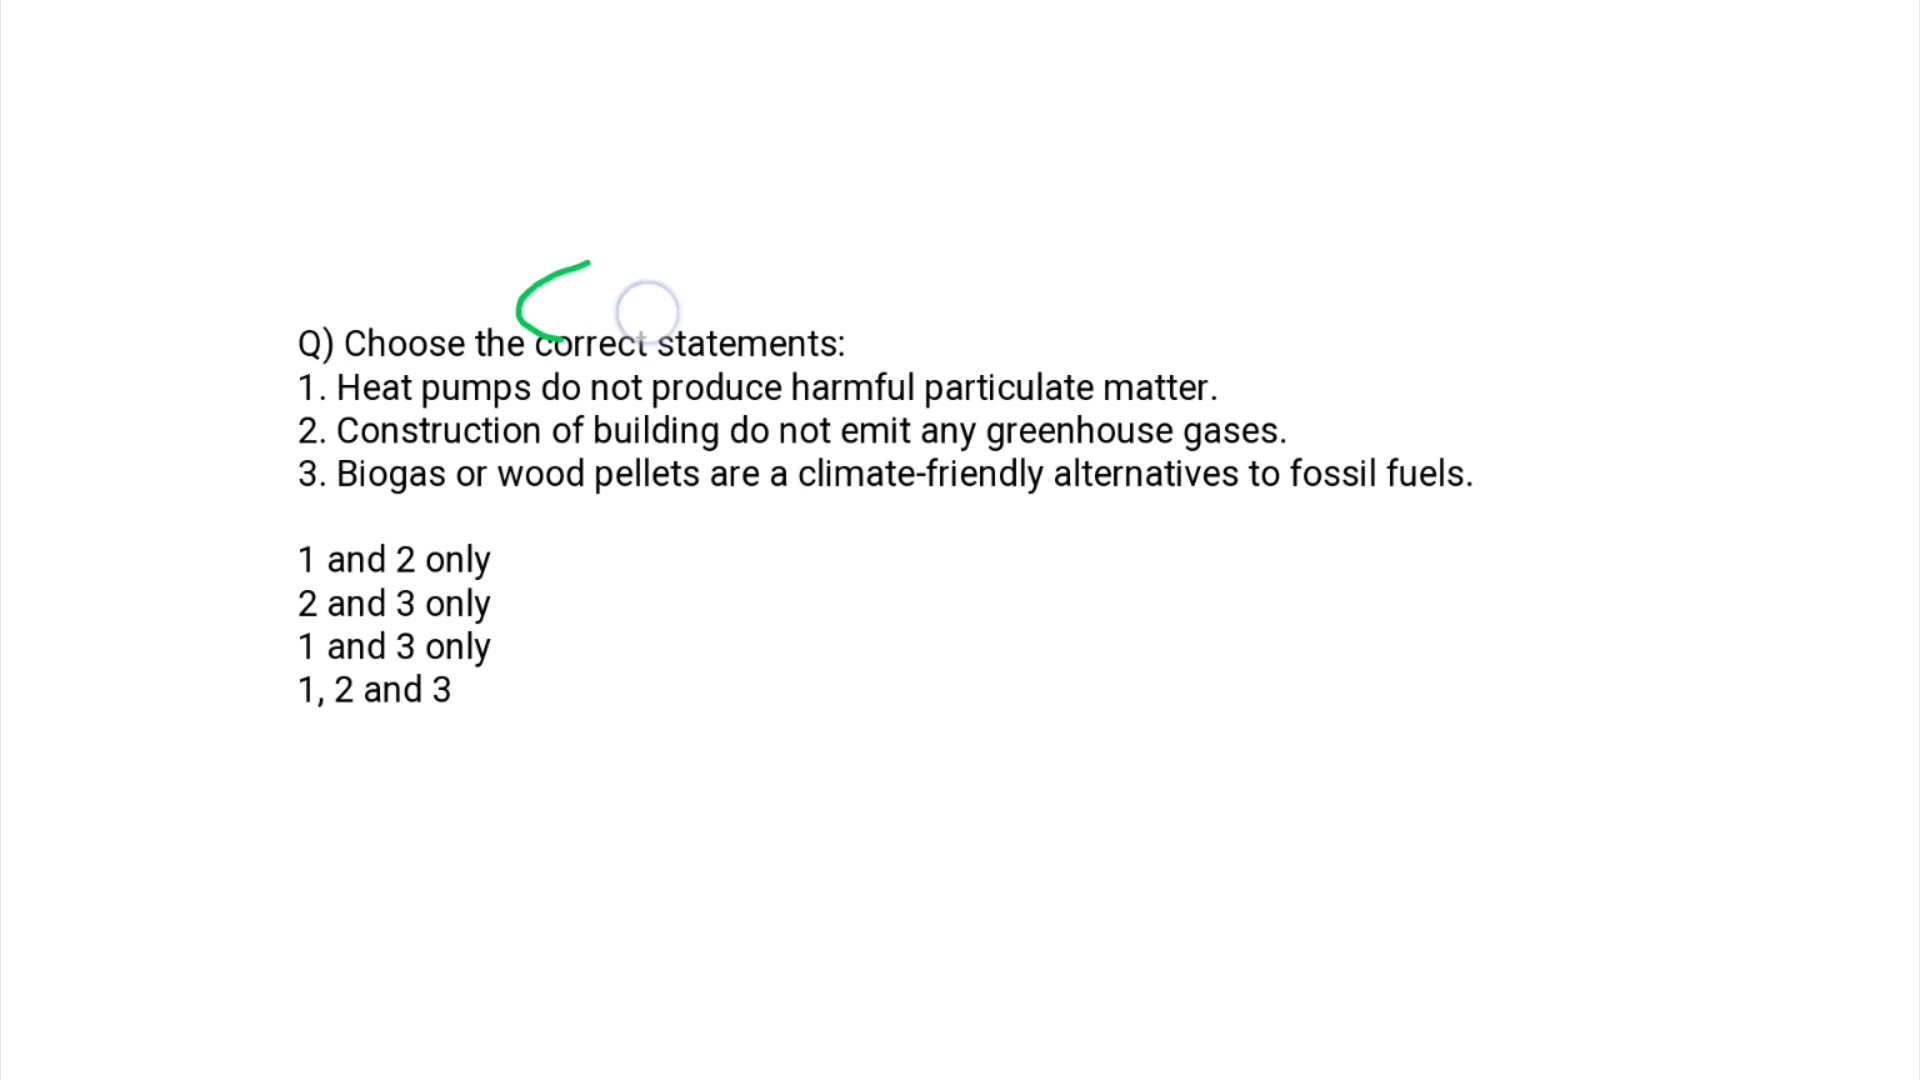 Q) Choose the correct statements:
1. Heat pumps do not produce harmful particulate matter.
2. Construction of building do not emit any greenhouse gases.
3. Biogas or wood pellets are a climate-friendly alternatives to fossil fuels.
1 and 2 only
2 and 3 only
1 and 3 only
1, 2 and 3